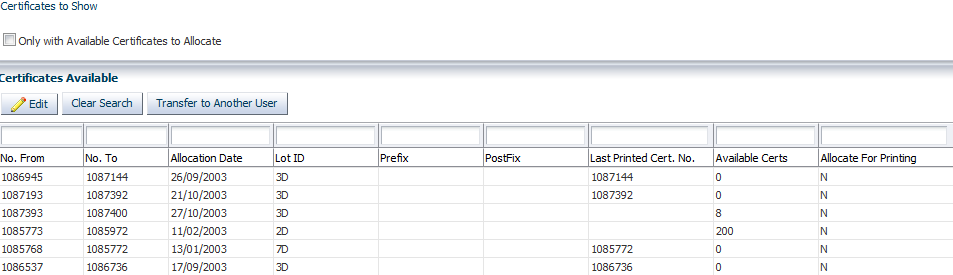 Certificates to Show
Only with Available Certificates to Allocate
Certificates Available
Edit Clear Search Transfer to Another User
No. From No. To Allocation Date Lot ID Prefix PostFix Last Printed Cert. No. Available Certs Allocate For Printing
1086945 1087144 26/09/2003 3D 1087144 0 N
1087193 1087392 21/10/2003 3D 1087392 0 N
1087393 1087400 27/10/2003 3D 8 N
1085773 1085972 11/02/2003 2D 200 N
1085768 1085772 13/01/2003 7D 1085772 0 N
1086537 1086736 17/09/2003 3D 1086736 0 N